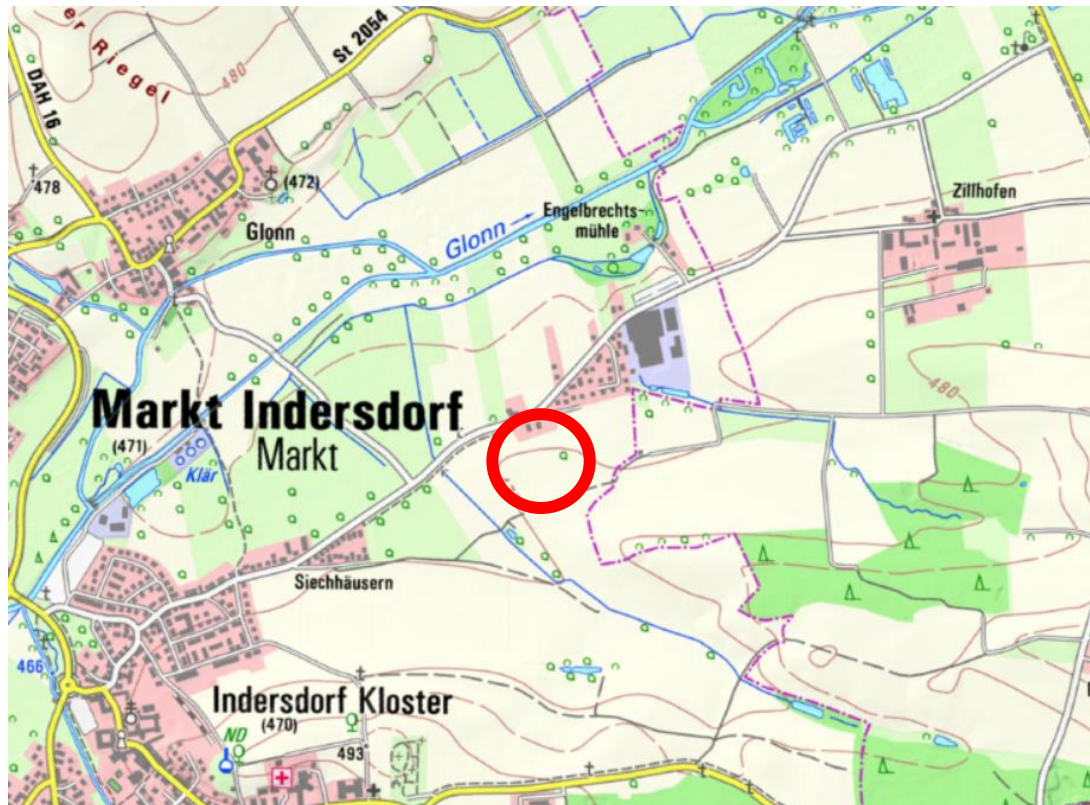 er Riegel
480
St 2054
DAH 16
478
(472)
Glonn
Glonn
Engelbrechts-
mühle
Zillhofen
480
Markt Indersdorf
(471)
Markt
Klär
Siechhäusern
466
Indersdorf Kloster
(470)
ND
493